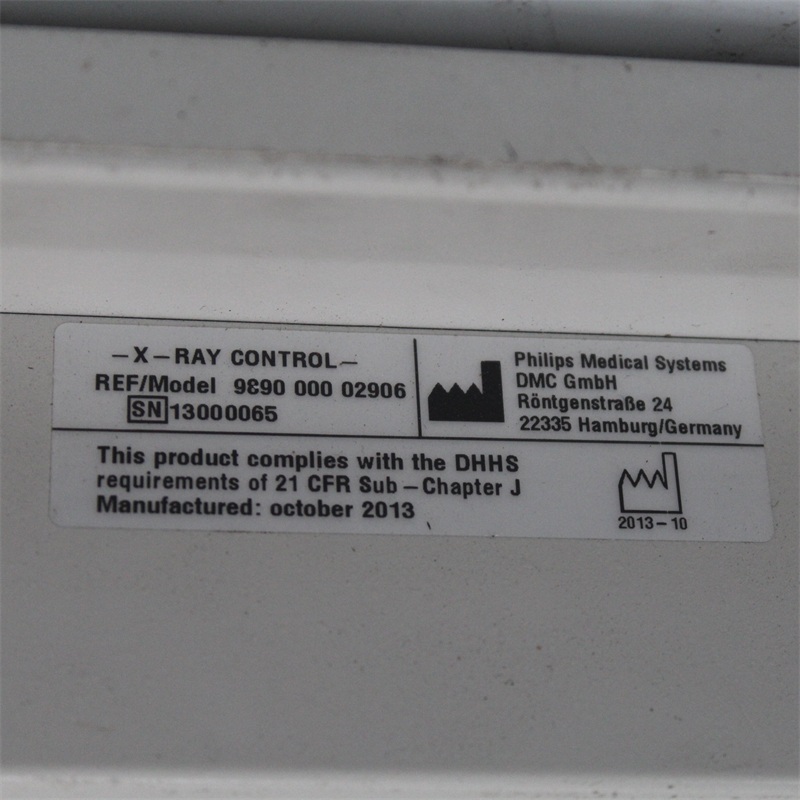 –X–RAY CONTROL–
REF/Model 9890 000 02906
SN 13000065
Philips Medical Systems
DMC GmbH
Röntgenstraße 24
22335 Hamburg/Germany
This product complies with the DHHS
requirements of 21 CFR Sub–Chapter J
Manufactured: october 2013
2013–10